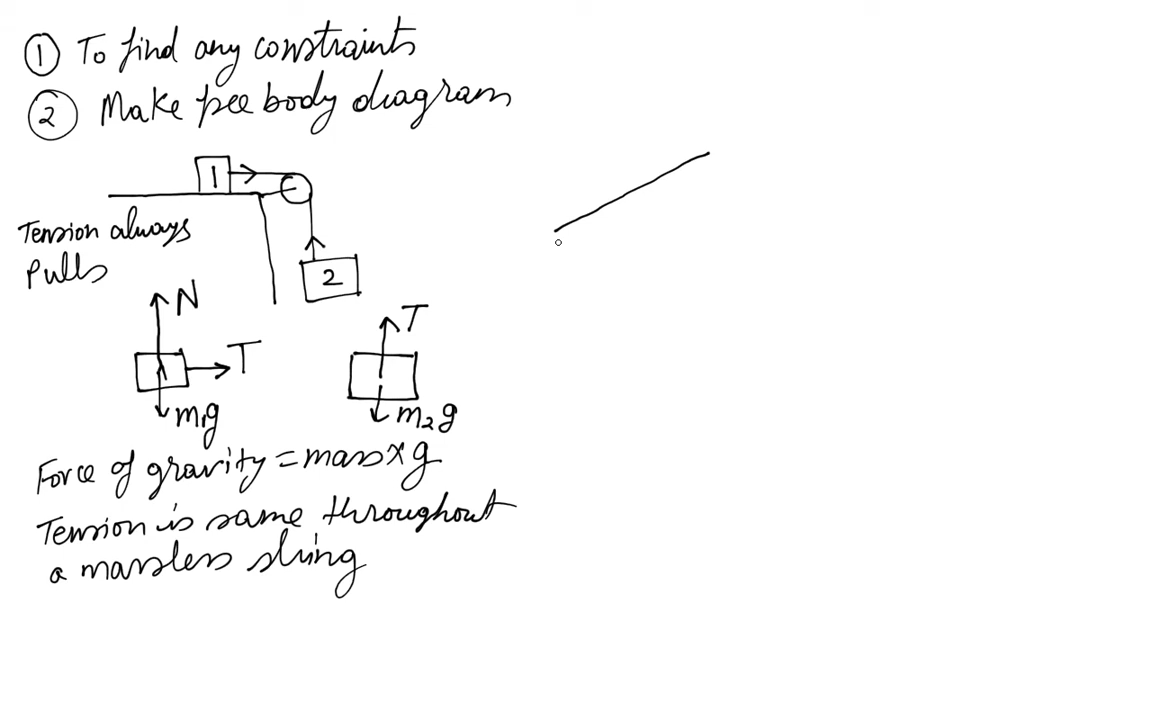 ① To find any constraints
② Make free body diagram
1
Tension always
Pulls
2
N
T
T
m₁g
m₂g
Force of gravity = mass × g
Tension is same throughout
a massless string